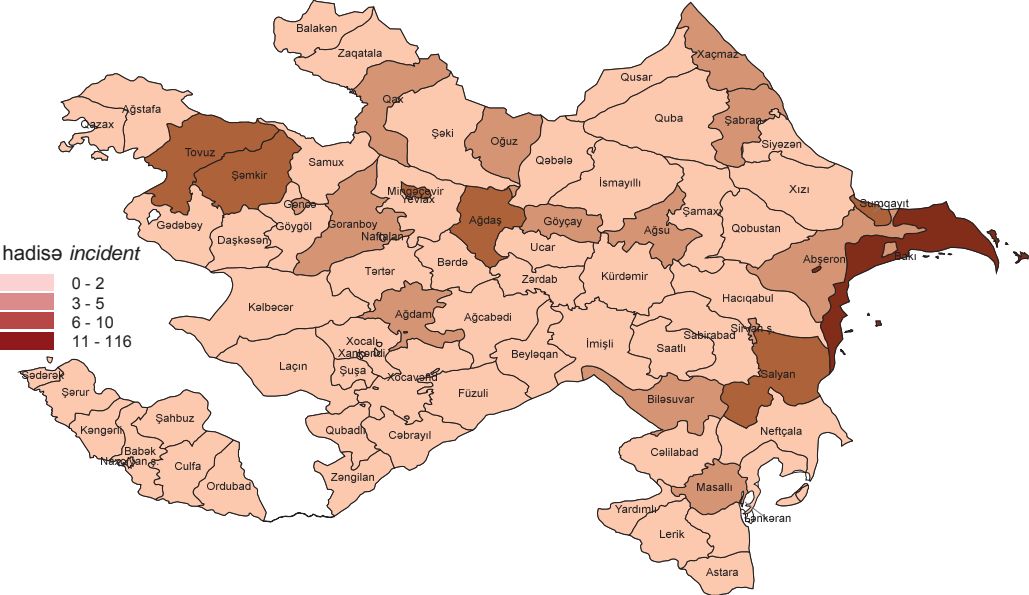 Balakən
Zaqatala
Xaçmaz
Qusar
Qax
Ağstafa
Qazax
Quba
Şabran
Şəki
Oğuz
Siyəzən
Tovuz
Samux
Qəbələ
Şəmkir
İsmayıllı
Xızı
Mingəçevir
Yevlax
Gəncə
Sumqayıt
Şamaxı
Gədəbəy
Göygöl
Goranboy
Ağdaş
Göyçay
Ağsu
Qobustan
Daşkəsən
Naftalan
Ucar
Bakı
hadisə incident
Bərdə
Abşeron
Tərtər
Zərdab
Kürdəmir
0 - 2
3 - 5
6 - 10
11 - 116
Hacıqabul
Kəlbəcər
Ağdam
Ağcabədi
Şirvan ş.
Sabirabad
Xocalı
Xankəndi
İmişli
Saatlı
Beyləqan
Laçın
Şuşa
Xocavənd
Salyan
Sədərək
Şərur
Füzuli
Biləsuvar
Şahbuz
Kəngərli
Qubadlı
Cəbrayıl
Neftçala
Babək
Naxçıvan ş.
Culfa
Cəlilabad
Zəngilan
Ordubad
Masallı
Yardımlı
Lənkəran
Lerik
Astara